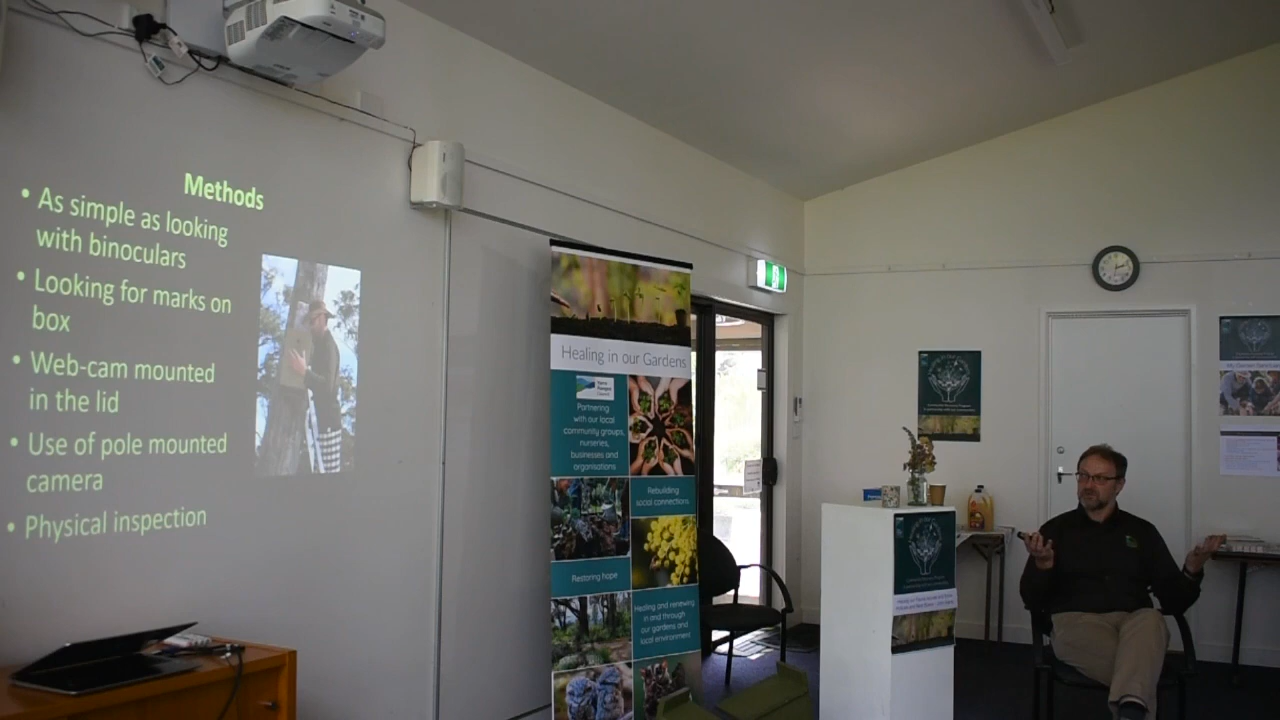 Methods
• As simple as looking
with binoculars
• Looking for marks on
box
• Web-cam mounted
in the lid
• Use of pole mounted
camera
• Physical inspection
Healing in our Gardens
Partnering
with our local
community groups,
nurseries,
businesses and
organisations
Rebuilding
social connections
Restoring hope
Healing and renewing
in and through
our gardens and
local environment